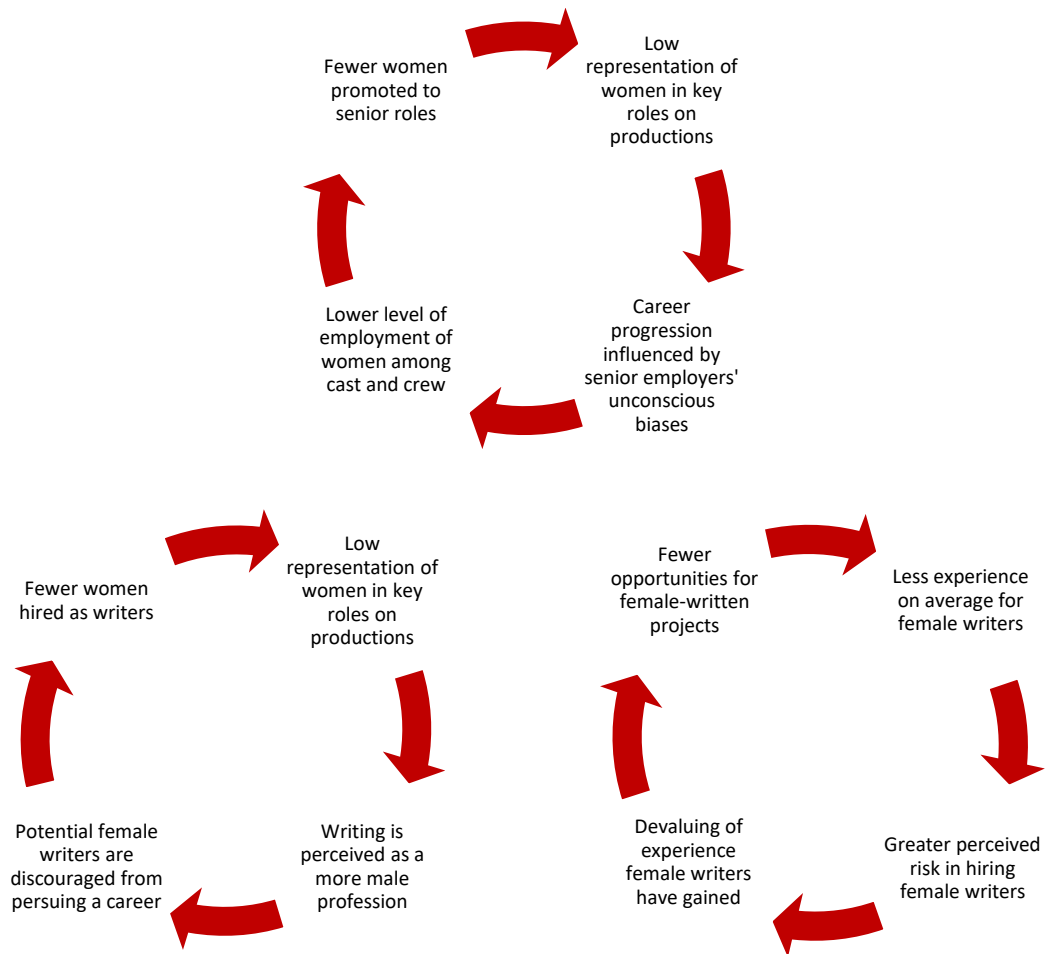 Fewer women
promoted to
senior roles
Low
representation of
women in key
roles on
productions
Career
progression
influenced by
senior employers'
unconscious
biases
Lower level of
employment of
women among
cast and crew
Fewer women
hired as writers
Low
representation of
women in key
roles on
productions
Writing is
perceived as a
more male
profession
Potential female
writers are
discouraged from
persuing a career
Fewer
opportunities for
female-written
projects
Less experience
on average for
female writers
Greater perceived
risk in hiring
female writers
Devaluing of
experience
female writers
have gained